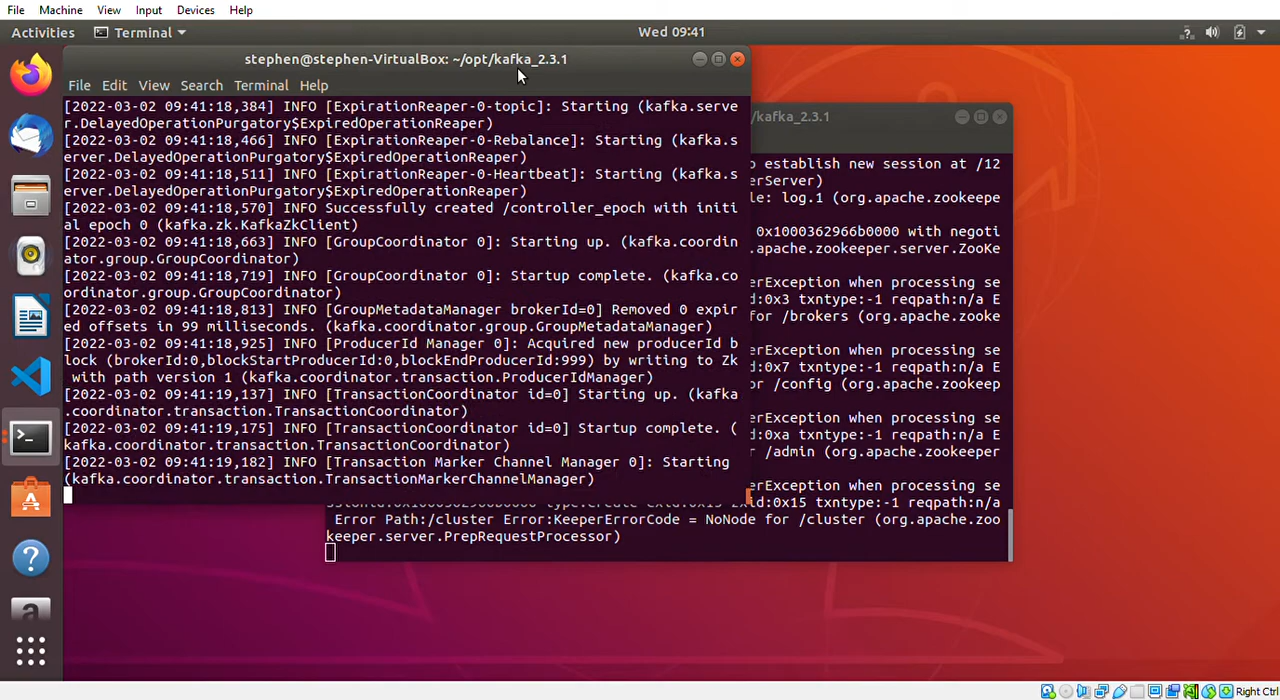 File Machine View Input Devices Help
Activities Terminal Wed 09:41
stephen@stephen-VirtualBox: ~/opt/kafka_2.3.1
File Edit View Search Terminal Help
[2022-03-02 09:41:18,384] INFO [ExpirationReaper-0-topic]: Starting (kafka.serve
r.DelayedOperationPurgatory$ExpiredOperationReaper)
[2022-03-02 09:41:18,466] INFO [ExpirationReaper-0-Rebalance]: Starting (kafka.s
erver.DelayedOperationPurgatory$ExpiredOperationReaper)
[2022-03-02 09:41:18,511] INFO [ExpirationReaper-0-Heartbeat]: Starting (kafka.s
erver.DelayedOperationPurgatory$ExpiredOperationReaper)
[2022-03-02 09:41:18,570] INFO Successfully created /controller_epoch with initi
al epoch 0 (kafka.zk.KafkaZkClient)
[2022-03-02 09:41:18,663] INFO [GroupCoordinator 0]: Starting up. (kafka.coordin
ator.group.GroupCoordinator)
[2022-03-02 09:41:18,719] INFO [GroupCoordinator 0]: Startup complete. (kafka.co
ordinator.group.GroupCoordinator)
[2022-03-02 09:41:18,813] INFO [GroupMetadataManager brokerId=0] Removed 0 expir
ed offsets in 99 milliseconds. (kafka.coordinator.group.GroupMetadataManager)
[2022-03-02 09:41:18,925] INFO [ProducerId Manager 0]: Acquired new producerId b
lock (brokerId:0,blockStartProducerId:0,blockEndProducerId:999) by writing to Zk
with path version 1 (kafka.coordinator.transaction.ProducerIdManager)
[2022-03-02 09:41:19,137] INFO [TransactionCoordinator id=0] Starting up. (kafka
.coordinator.transaction.TransactionCoordinator)
[2022-03-02 09:41:19,175] INFO [TransactionCoordinator id=0] Startup complete. (
kafka.coordinator.transaction.TransactionCoordinator)
[2022-03-02 09:41:19,182] INFO [Transaction Marker Channel Manager 0]: Starting
(kafka.coordinator.transaction.TransactionMarkerChannelManager)
/kafka_2.3.1
o establish new session at /12
erServer)
le: log.1 (org.apache.zookeepe
0x1000362966b0000 with negoti
.apache.zookeeper.server.ZooKe
erException when processing se
d:0x3 txntype:-1 reqpath:n/a E
for /brokers (org.apache.zooke
erException when processing se
d:0x7 txntype:-1 reqpath:n/a E
or /config (org.apache.zookeep
erException when processing se
d:0xa txntype:-1 reqpath:n/a E
/admin (org.apache.zookeeper
erException when processing se
xid:0x15 txntype:-1 reqpath:n/a
Error Path:/cluster Error:KeeperErrorCode = NoNode for /cluster (org.apache.zoo
keeper.server.PrepRequestProcessor)
Right Ctrl